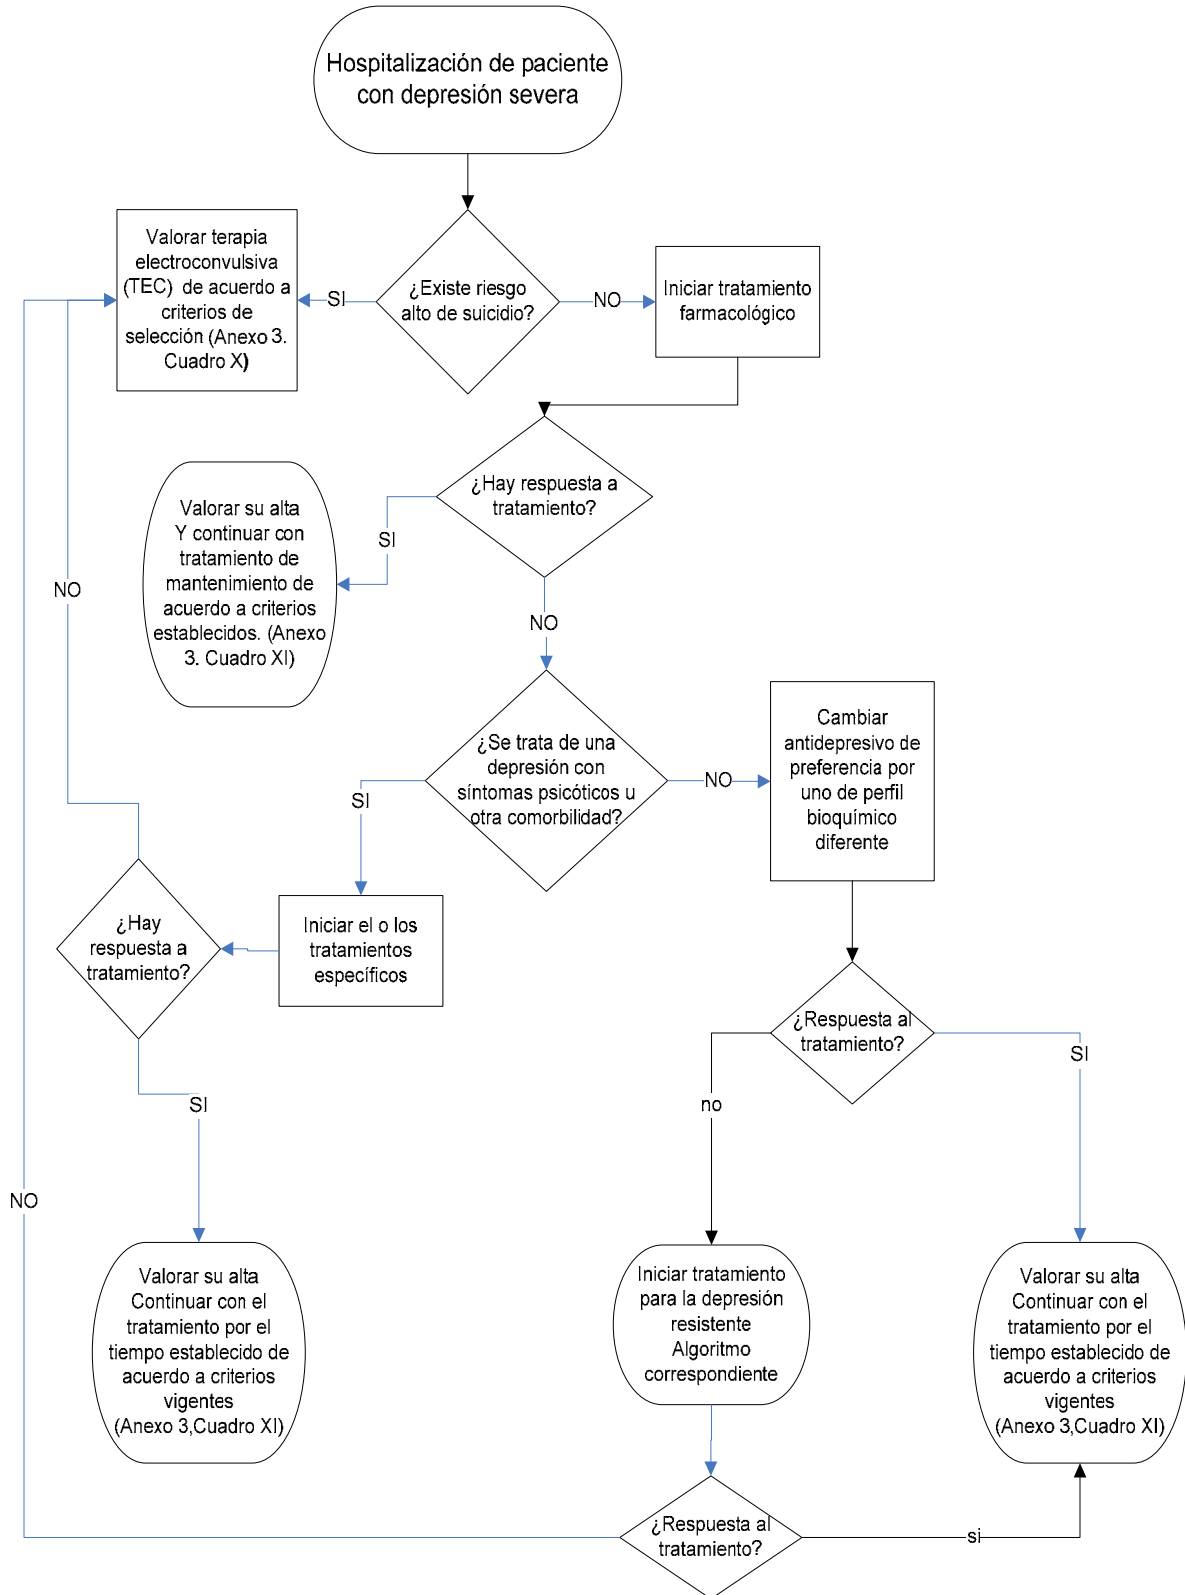 Hospitalización de paciente
con depresión severa
Valorar terapia
electroconvulsiva
(TEC) de acuerdo a
criterios de
selección (Anexo 3.
Cuadro X)
SI
¿Existe riesgo
alto de suicidio?
NO
Iniciar tratamiento
farmacológico
¿Hay respuesta a
tratamiento?
SI
Valorar su alta
Y continuar con
tratamiento de
mantenimiento de
acuerdo a criterios
establecidos. (Anexo
3. Cuadro XI)
NO
NO
¿Se trata de una
depresión con
síntomas psicóticos u
otra comorbilidad?
SI
NO
Cambiar
antidepresivo de
preferencia por
uno de perfil
bioquímico
diferente
Iniciar el o los
tratamientos
específicos
¿Hay
respuesta a
tratamiento?
SI
¿Respuesta al
tratamiento?
SI
no
NO
Valorar su alta
Continuar con el
tratamiento por el
tiempo establecido de
acuerdo a criterios
vigentes
(Anexo 3,Cuadro XI)
Iniciar tratamiento
para la depresión
resistente
Algoritmo
correspondiente
Valorar su alta
Continuar con el
tratamiento por el
tiempo establecido de
acuerdo a criterios
vigentes
(Anexo 3,Cuadro XI)
¿Respuesta al
tratamiento?
si